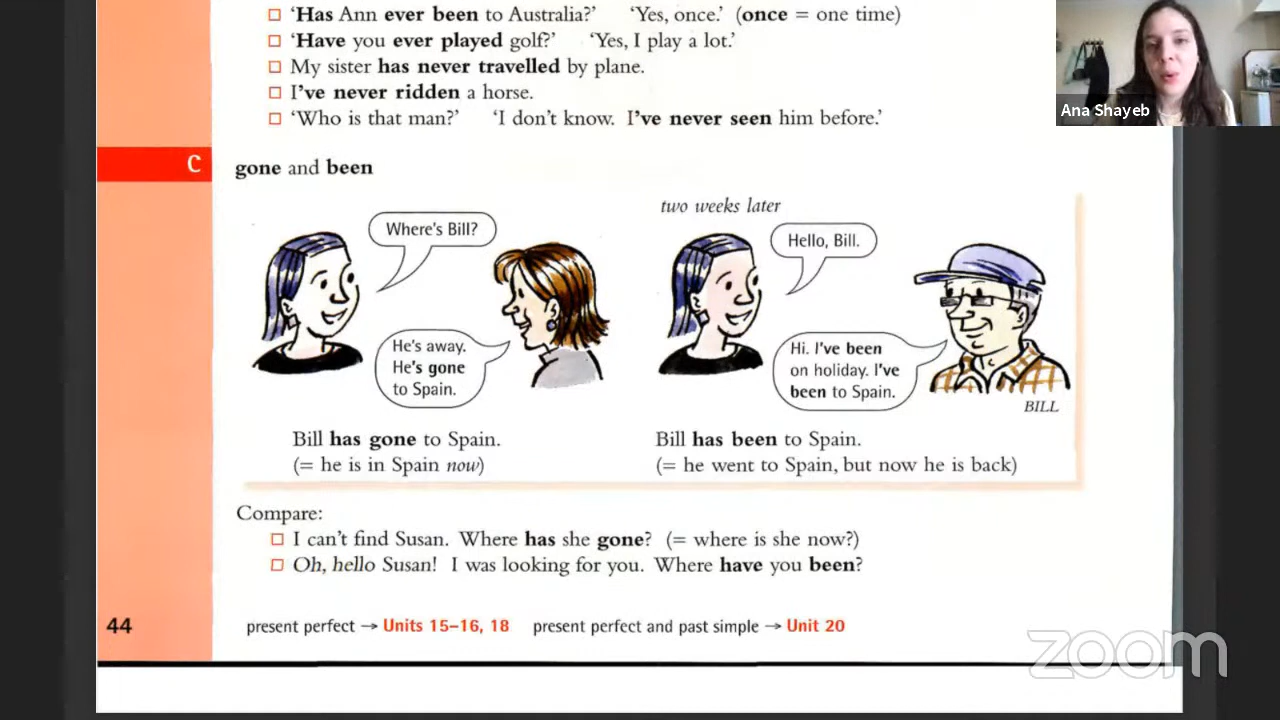 ‘Has Ann ever been to Australia?’ ‘Yes, once.’ (once = one time)
‘Have you ever played golf?’ ‘Yes, I play a lot.’
My sister has never travelled by plane.
I’ve never ridden a horse.
‘Who is that man?’ ‘I don’t know. I’ve never seen him before.’
Ana Shayeb
C
gone and been
Where's Bill?
He's away.
He's gone
to Spain.
two weeks later
Hello, Bill.
Hi. I've been
on holiday. I've
been to Spain.
BILL
Bill has gone to Spain.
(= he is in Spain now)
Bill has been to Spain.
(= he went to Spain, but now he is back)
Compare:
I can’t find Susan. Where has she gone? (= where is she now?)
Oh, hello Susan! I was looking for you. Where have you been?
44
present perfect → Units 15–16, 18 present perfect and past simple → Unit 20
zoom